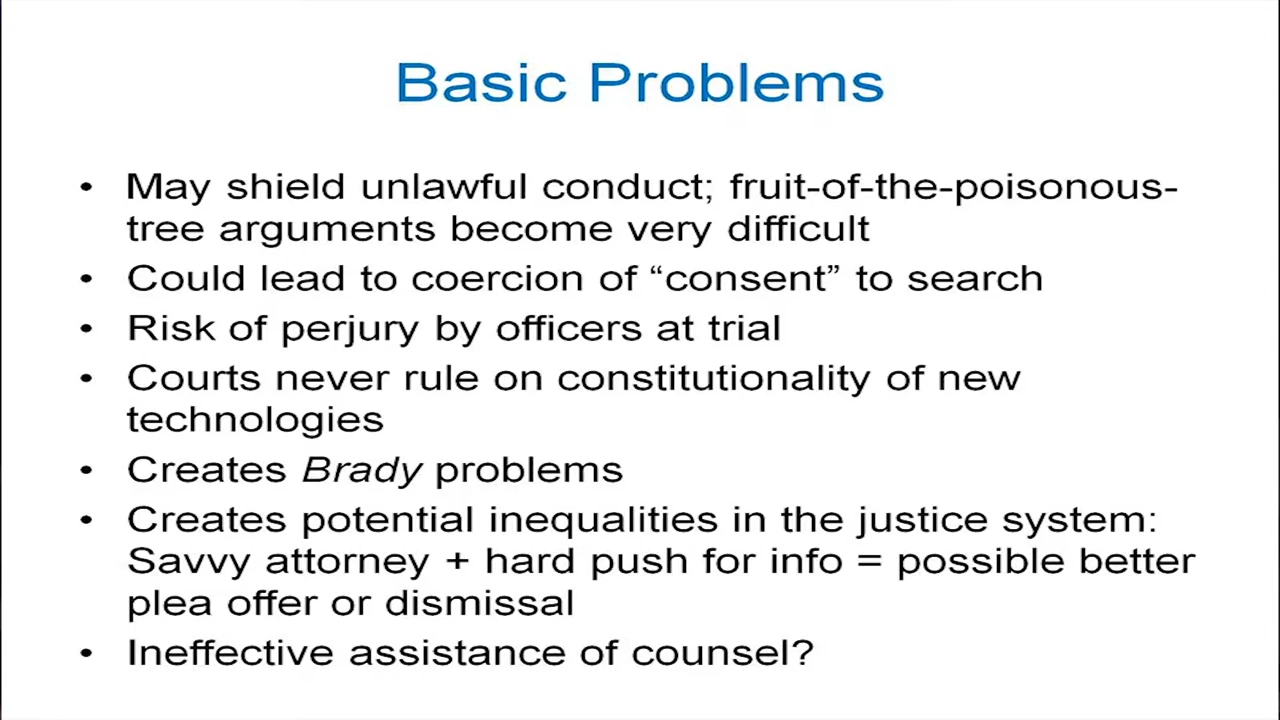 Basic Problems
• May shield unlawful conduct; fruit-of-the-poisonous-
tree arguments become very difficult
• Could lead to coercion of “consent” to search
• Risk of perjury by officers at trial
• Courts never rule on constitutionality of new
technologies
• Creates Brady problems
• Creates potential inequalities in the justice system:
Savvy attorney + hard push for info = possible better
plea offer or dismissal
• Ineffective assistance of counsel?